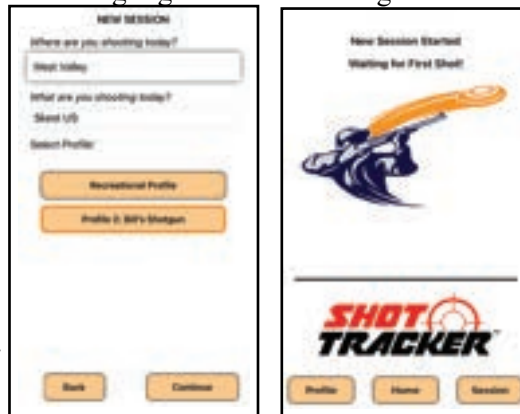 NEW SESSION
Where are you shooting today?
West Valley
What are you shooting today?
Skeet US
Select Profile:
Recreational Profile
Profile 2: Bill's Shotgun
Back
Continue
New Session Started
Waiting for First Shot!
SHOT
TRACKER
Profile
Home
Session